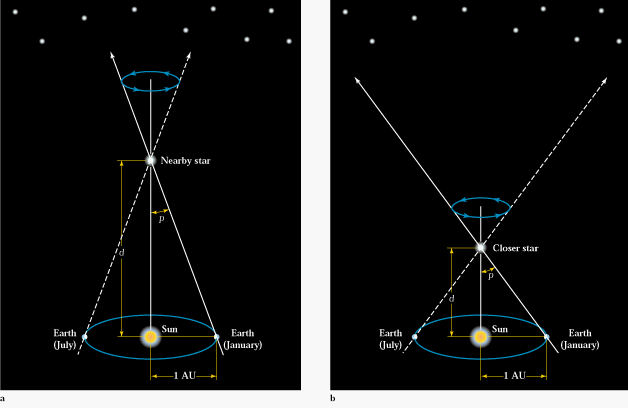 Nearby star
p
d
Earth
(July)
Sun
Earth
(January)
1 AU
a
Closer star
p
d
Earth
(July)
Sun
Earth
(January)
1 AU
b